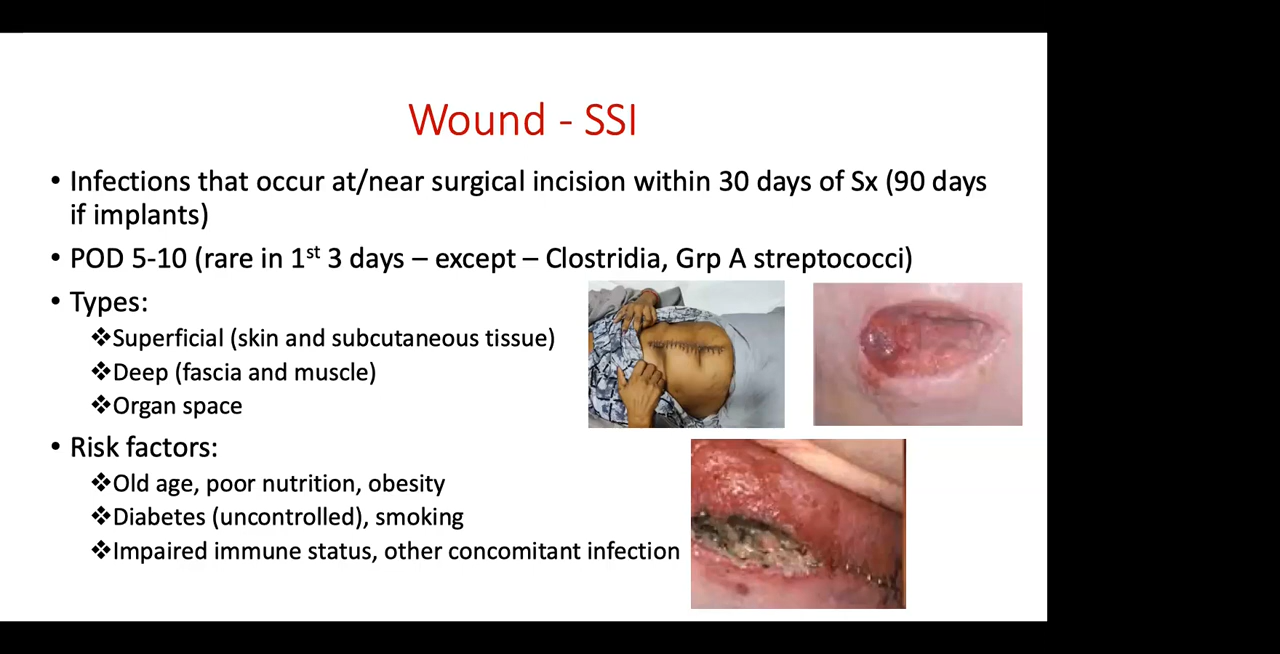 Wound - SSI
• Infections that occur at/near surgical incision within 30 days of Sx (90 days
if implants)
• POD 5-10 (rare in 1st 3 days – except – Clostridia, Grp A streptococci)
• Types:
❖Superficial (skin and subcutaneous tissue)
❖Deep (fascia and muscle)
❖Organ space
• Risk factors:
❖Old age, poor nutrition, obesity
❖Diabetes (uncontrolled), smoking
❖Impaired immune status, other concomitant infection